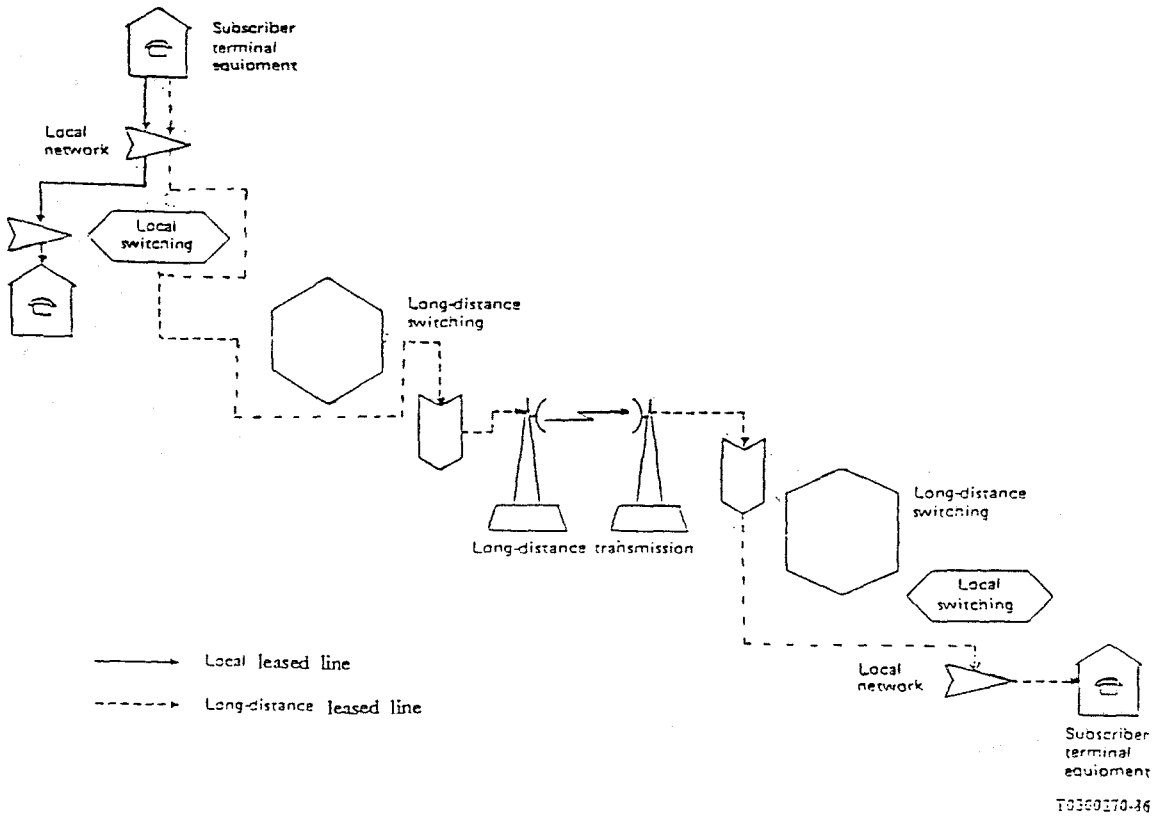 Subscriber
terminal
equipment
Local
network
Local
switching
Long-distance
switching
Long-distance
switching
Long-distance transmission
Local
switching
Local leased line
Long-distance leased line
Local
network
Subscriber
terminal
equipment